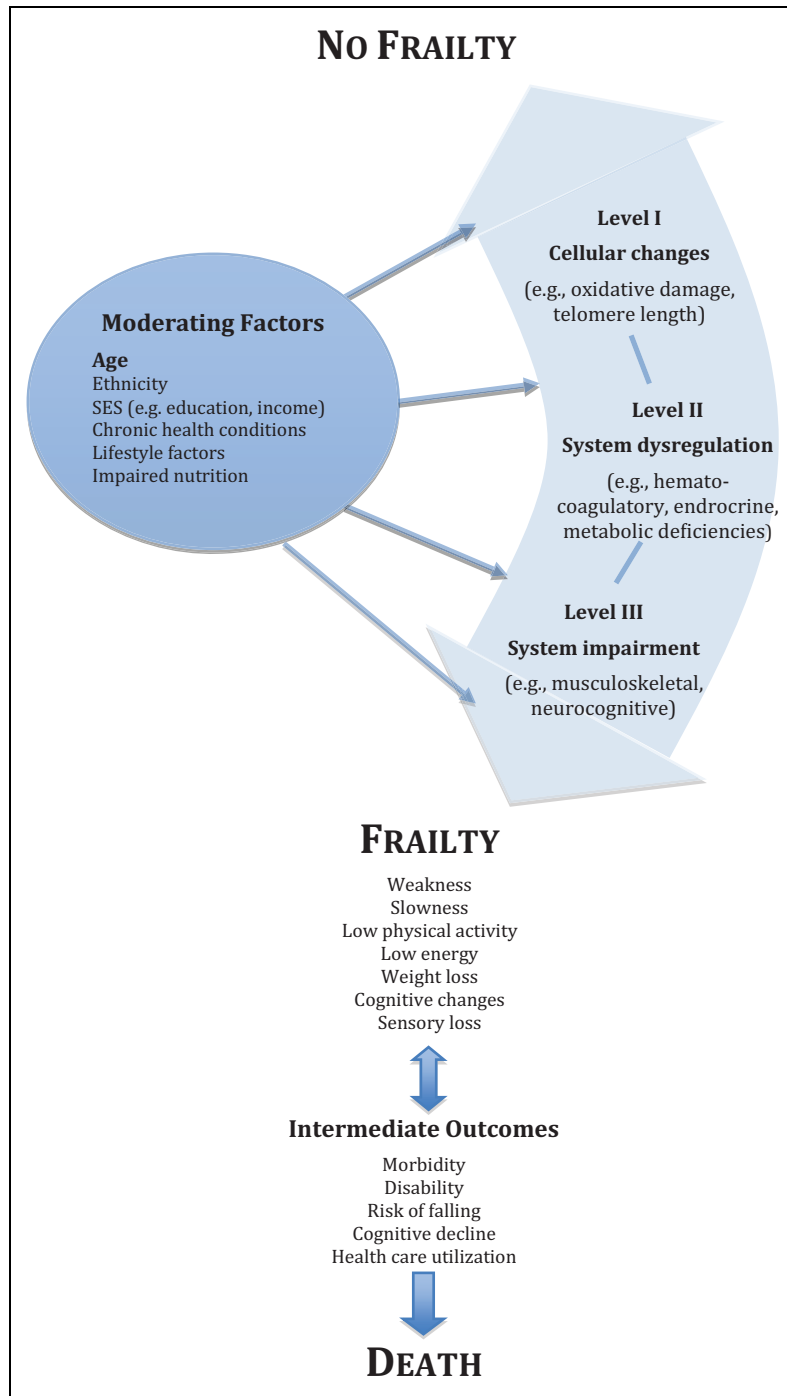 NO FRAILTY
Moderating Factors
Age
Ethnicity
SES (e.g. education, income)
Chronic health conditions
Lifestyle factors
Impaired nutrition
Level I
Cellular changes
(e.g., oxidative damage,
telomere length)
Level II
System dysregulation
(e.g., hemato-
coagulatory, endocrine,
metabolic deficiencies)
Level III
System impairment
(e.g., musculoskeletal,
neurocognitive)
FRAILTY
Weakness
Slowness
Low physical activity
Low energy
Weight loss
Cognitive changes
Sensory loss
Intermediate Outcomes
Morbidity
Disability
Risk of falling
Cognitive decline
Health care utilization
DEATH